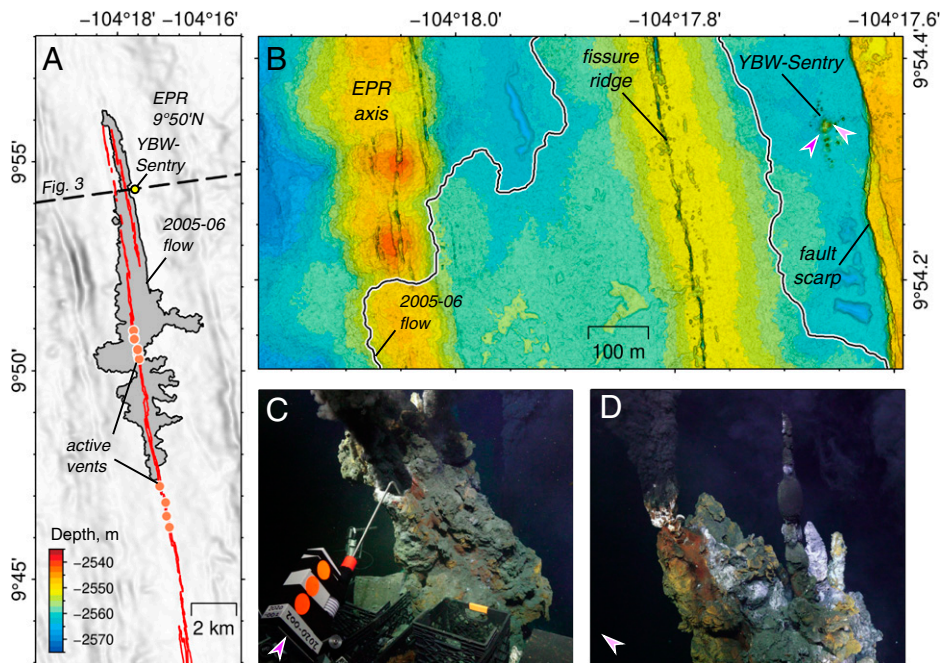 −104°18' −104°16'
−104°18.0' −104°17.8' −104°17.6'
A
EPR
9°50'N
YBW-
Sentry
Fig. 3
2005-06
flow
active
vents
Depth, m
−2540
−2550
−2560
−2570
2 km
9°55'
9°50'
9°45'
B
EPR
axis
fissure
ridge
YBW-Sentry
fault
scarp
2005-06
flow
100 m
9°54.4'
9°54.2'
C
2020-002
D